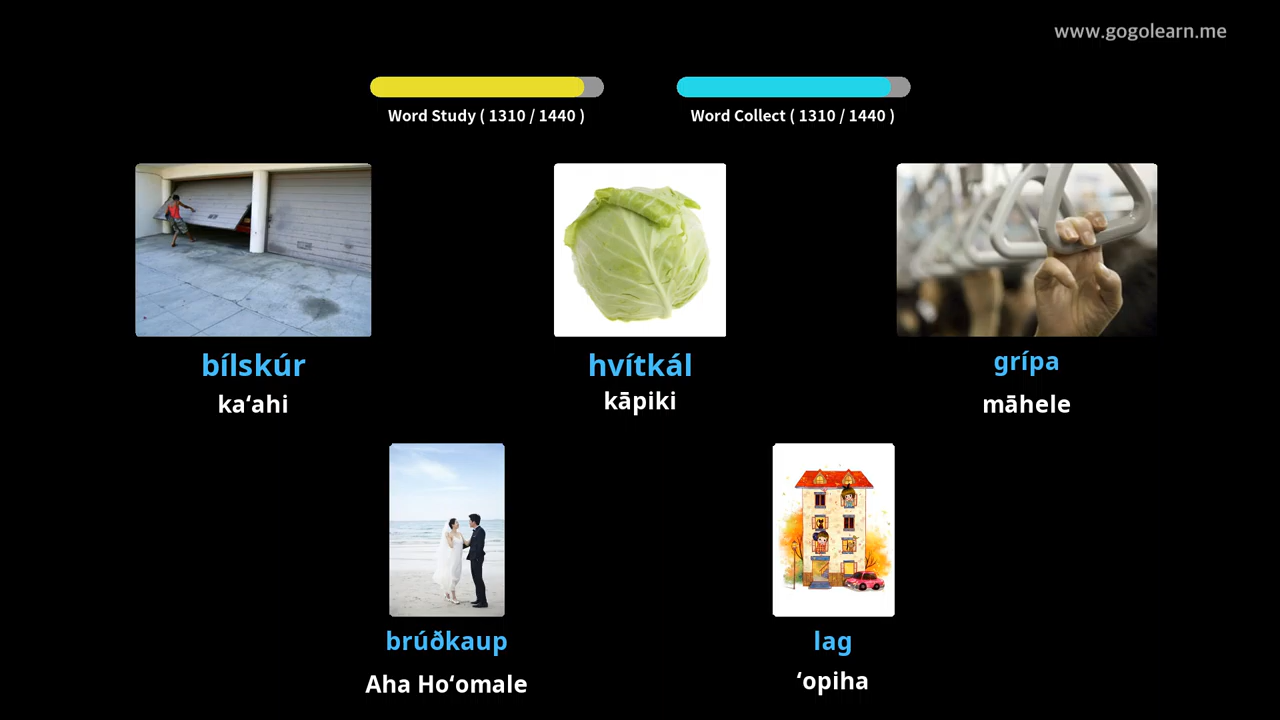 www.gogolearn.me
Word Study ( 1310 / 1440 )
Word Collect ( 1310 / 1440 )
bílskúr
kaʻahi
hvítkál
kāpiki
grípa
māhele
brúðkaup
Aha Hoʻomale
lag
ʻopiha